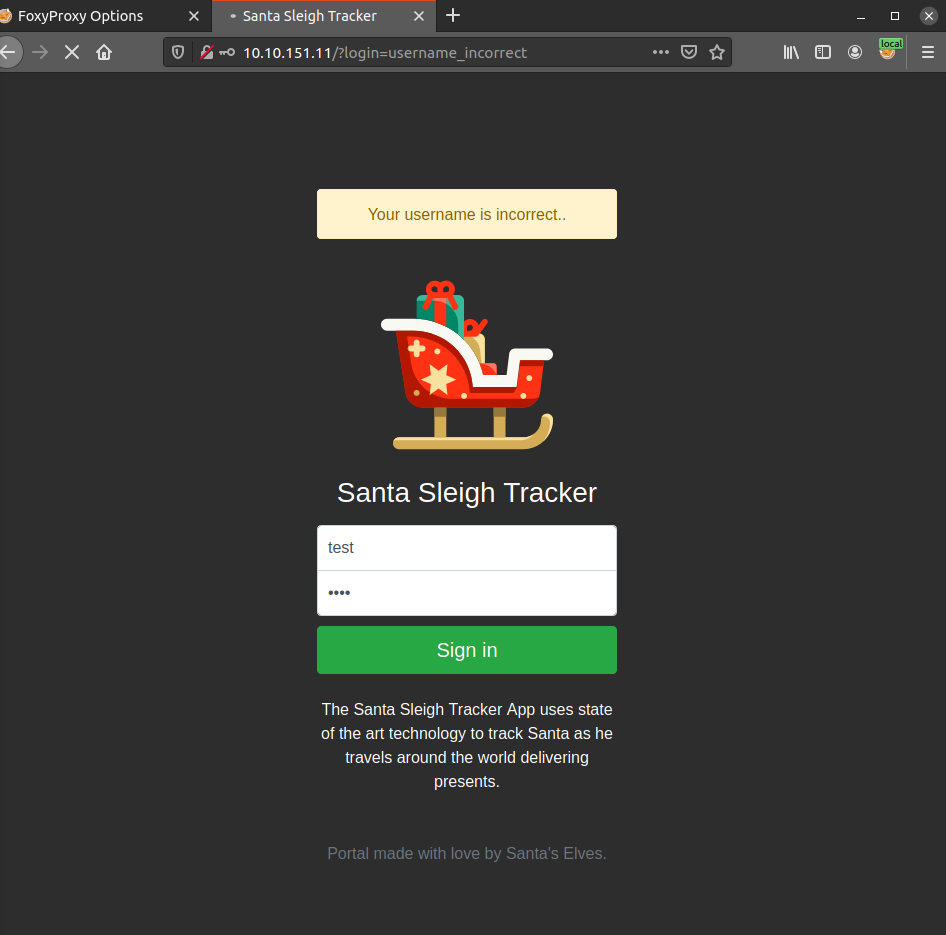 FoxyProxy Options
Santa Sleigh Tracker
10.10.151.11/?login=username_incorrect
local
Your username is incorrect..
Santa Sleigh Tracker
test
••••
Sign in
The Santa Sleigh Tracker App uses state
of the art technology to track Santa as he
travels around the world delivering
presents.
Portal made with love by Santa's Elves.